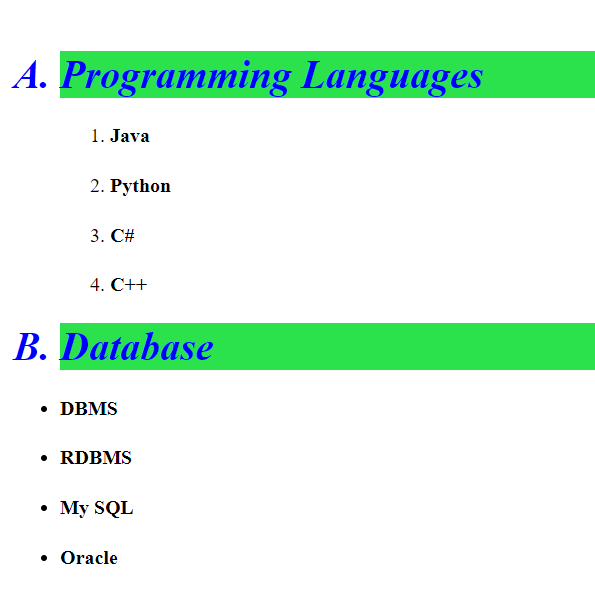 A. Programming Languages
1. Java
2. Python
3. C#
4. C++
B. Database
• DBMS
• RDBMS
• My SQL
• Oracle